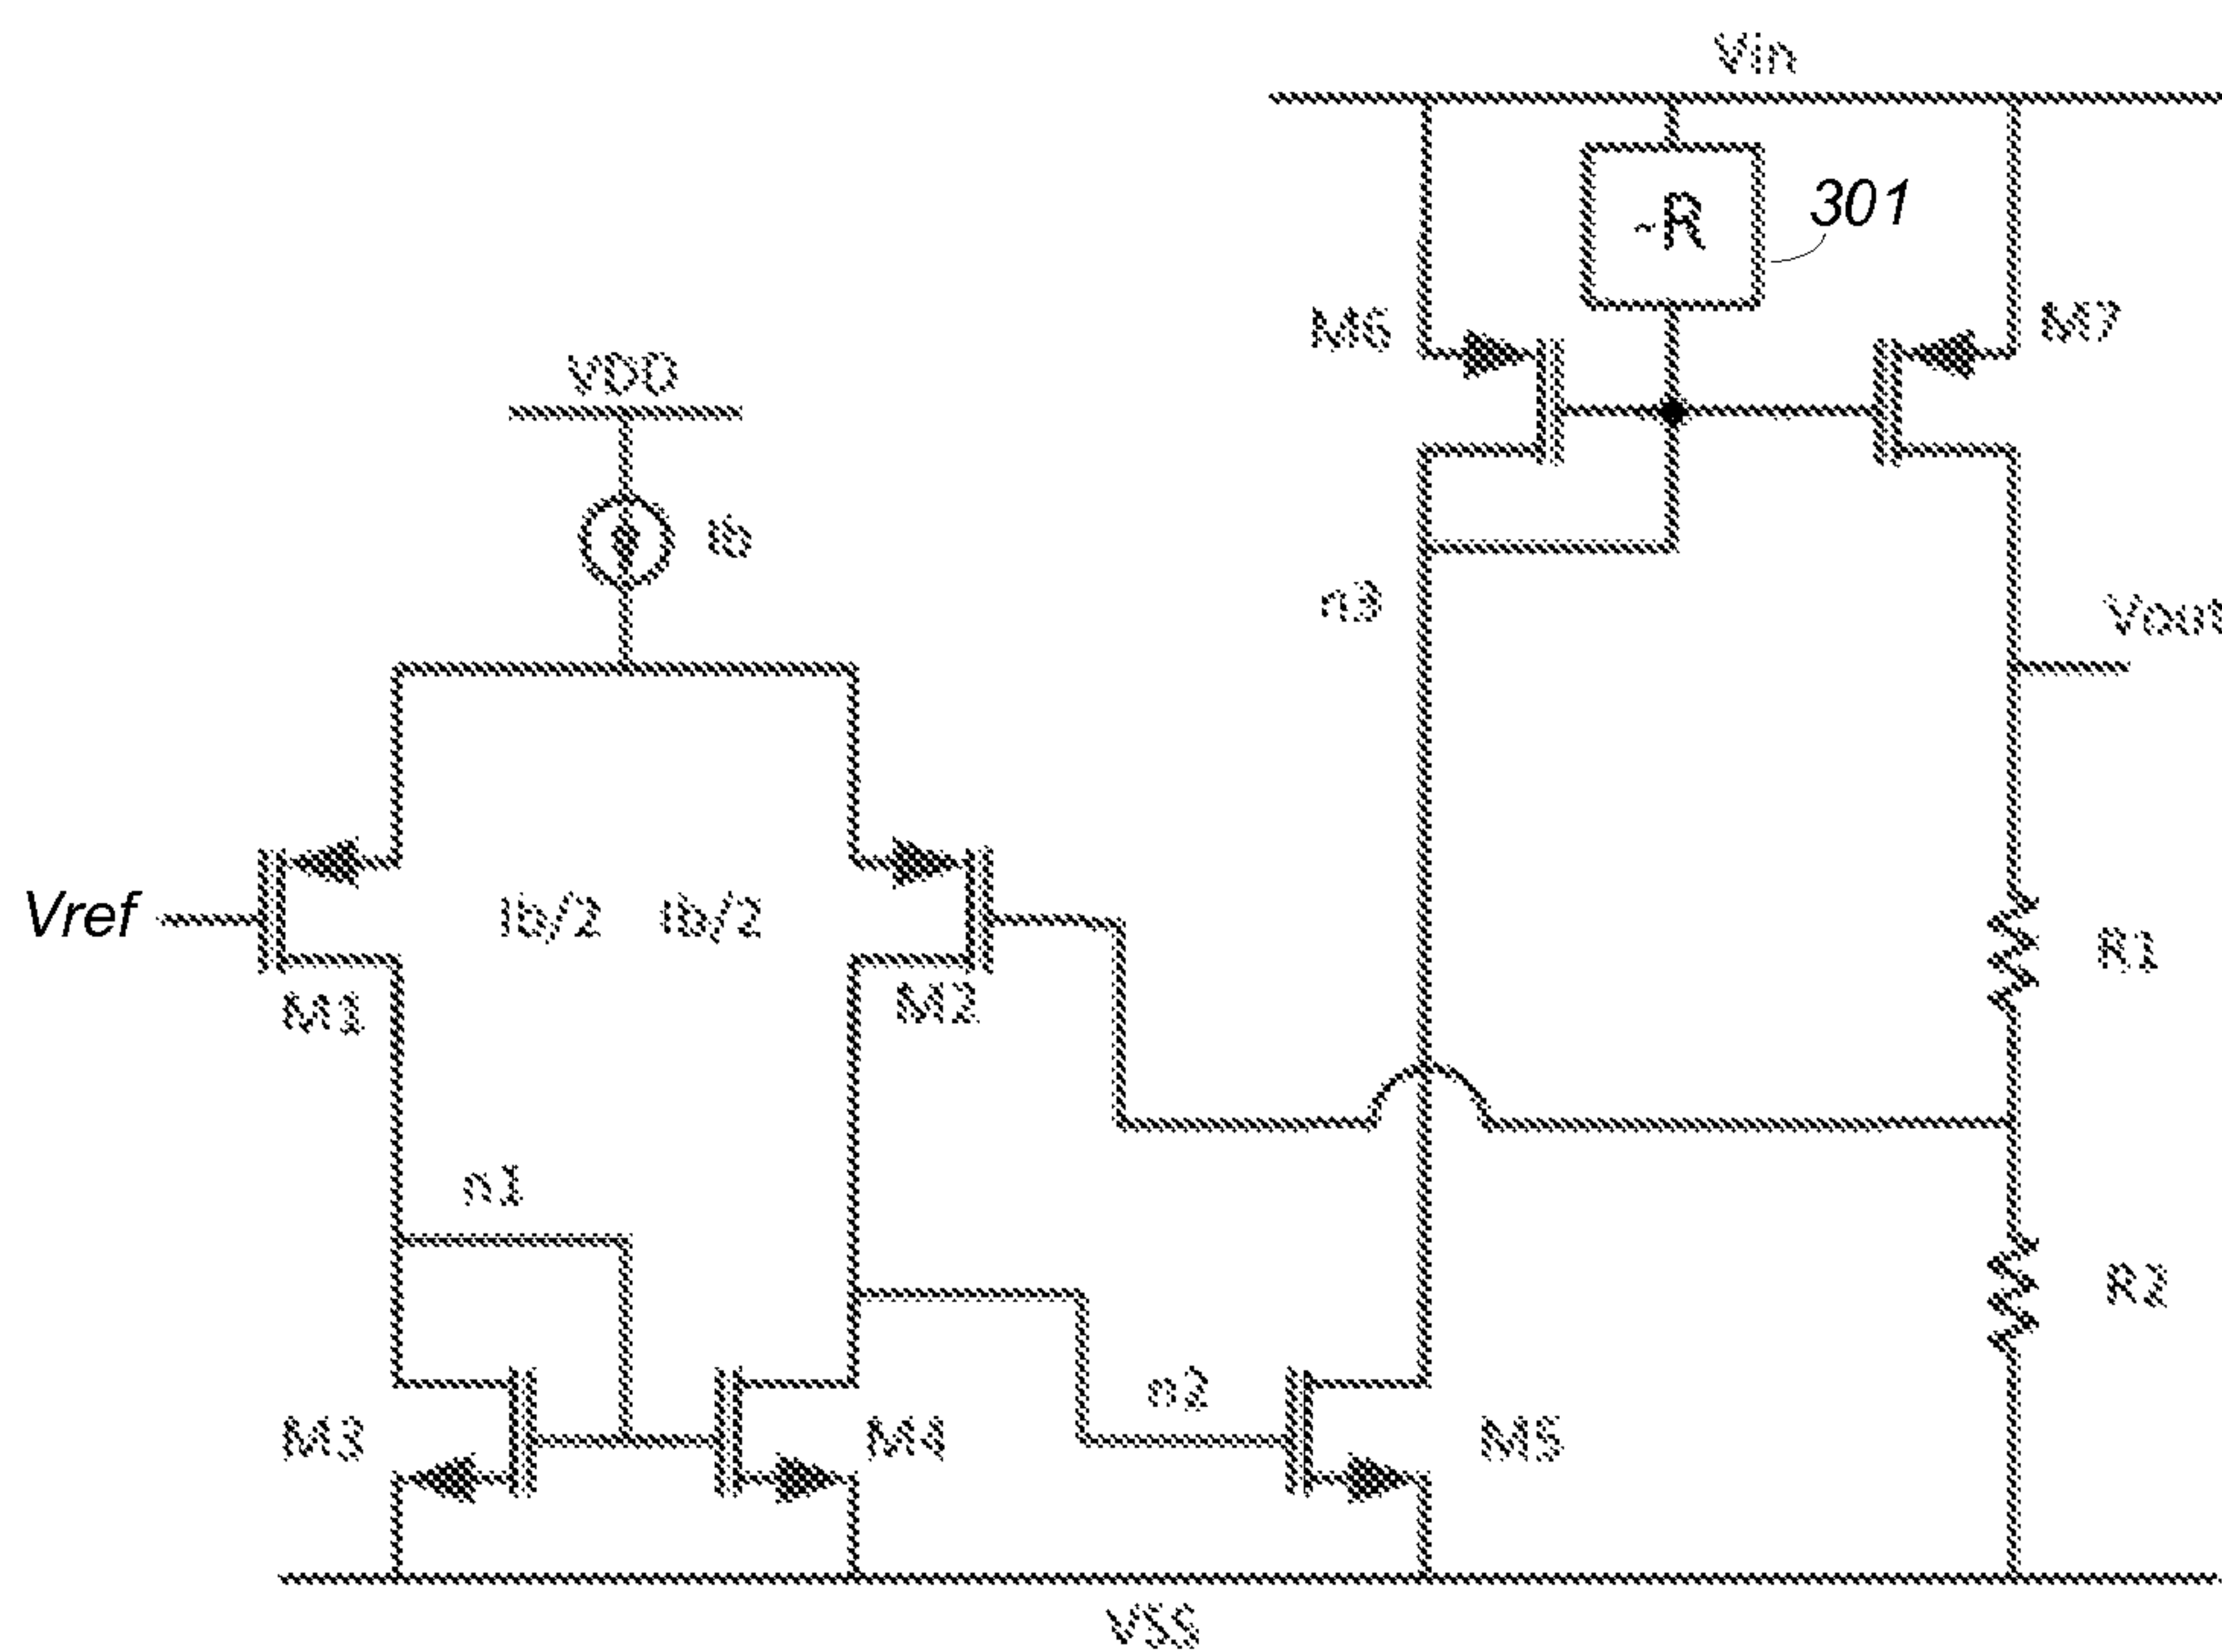 Vin
-R
301
M6
M7
VDD
Ib
n3
Vout
Vref
Ib/2
Ib/2
M1
M2
R1
n1
n2
R2
M3
M4
M5
VSS